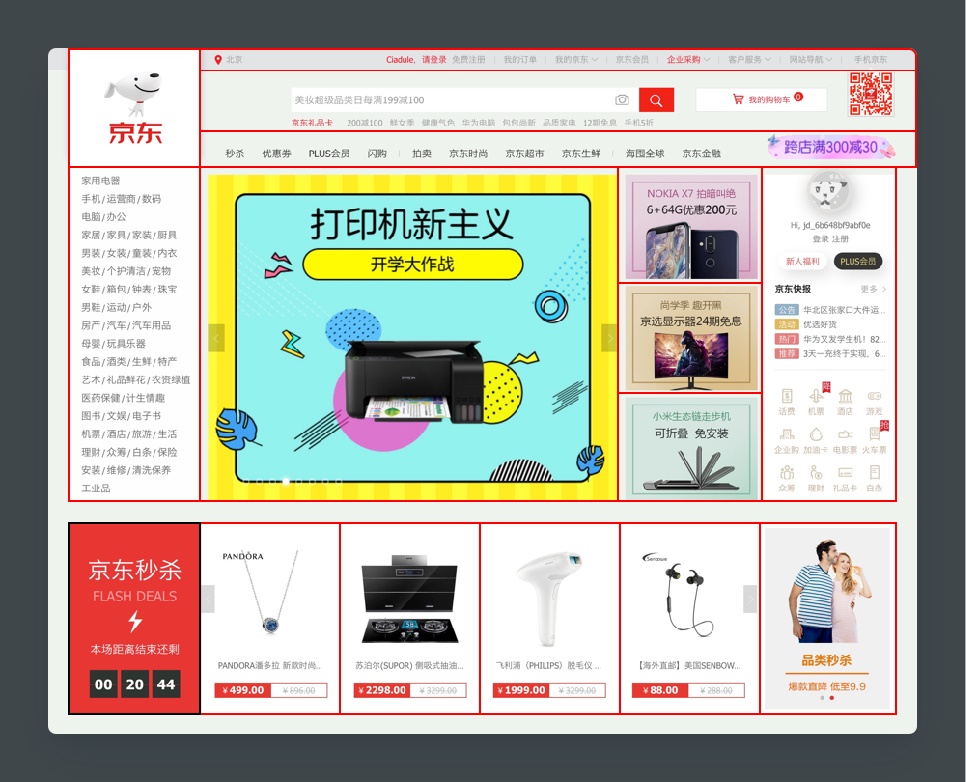 京东
北京
Ciadule, 请登录 免费注册 我的订单 我的京东 京东会员 企业采购 客户服务 网站导航 手机京东
美妆超级品类日每满199减100
我的购物车 0
京东礼品卡 200减100 鲜女季 健康气色 华为电脑 包包尚新 品质家电 12期免息 手机5折
秒杀 优惠券 PLUS会员 闪购 拍卖 京东时尚 京东超市 京东生鲜 海囤全球 京东金融
跨店满300减30
家用电器
手机/运营商/数码
电脑/办公
家居/家具/家装/厨具
男装/女装/童装/内衣
美妆/个护清洁/宠物
女鞋/箱包/钟表/珠宝
男鞋/运动/户外
房产/汽车/汽车用品
母婴/玩具乐器
食品/酒类/生鲜/特产
艺术/礼品鲜花/农资绿植
医药保健/计生情趣
图书/文娱/电子书
机票/酒店/旅游/生活
理财/众筹/白条/保险
安装/维修/清洗保养
工业品
打印机新主义
开学大作战
EPSON
NOKIA X7 拍暗叫绝
6+64G优惠200元
尚学季 趣开黑
京选显示器24期免息
小米生态链走步机
可折叠 免安装
Hi, jd_6b648bf9abf0e
登录 注册
新人福利 PLUS会员
京东快报 更多
公告 华北区张家口大件运...
活动 优选好货
热门 华为又发学生机！82...
推荐 3天一充终于实现，6...
话费 机票 酒店 游戏
企业购 加油卡 电影票 火车票
抢
众筹 理财 礼品卡 白条
京东秒杀
FLASH DEALS
本场距离结束还剩
00 20 44
PANDÖRA
PANDORA潘多拉 新款时尚...
¥ 499.00 ¥ 896.00
苏泊尔(SUPOR) 侧吸式抽油...
¥ 2298.00 ¥ 3299.00
飞利浦（PHILIPS）脱毛仪 ...
¥ 1999.00 ¥ 3299.00
Senzowe
【海外直邮】美国SENBOW...
¥ 88.00 ¥ 288.00
品类秒杀
爆款直降 低至9.9